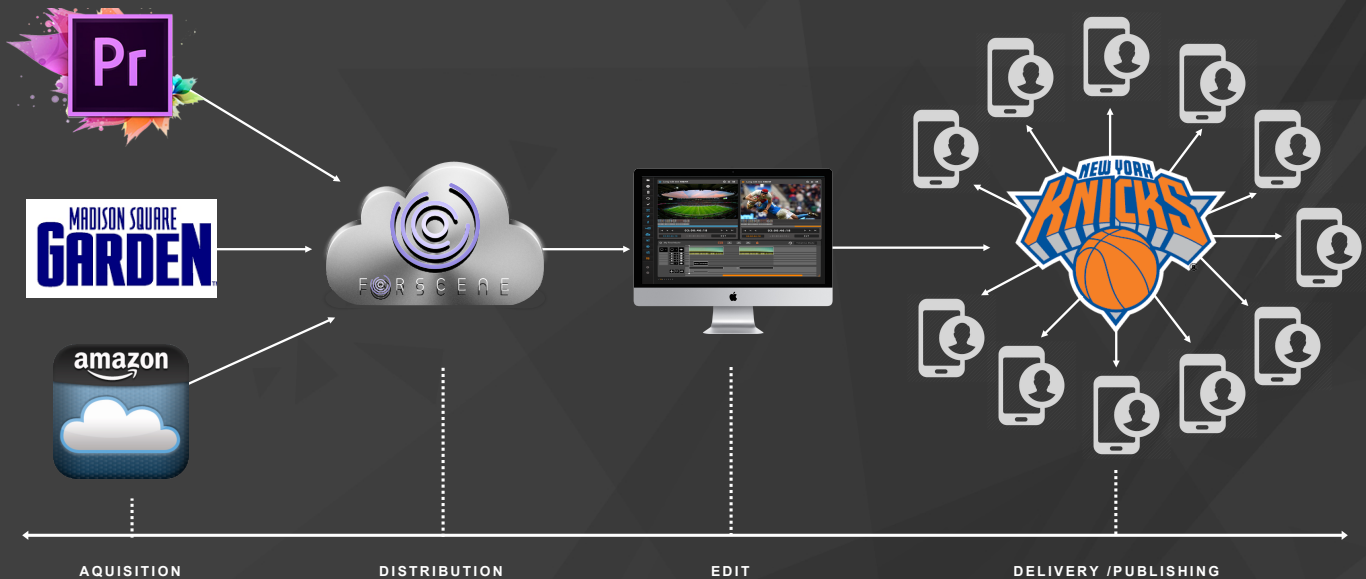 Pr
MADISON SQUARE
GARDEN
amazon
FORSCENE
NEW YORK
KNICKS
AQUISITION
DISTRIBUTION
EDIT
DELIVERY /PUBLISHING